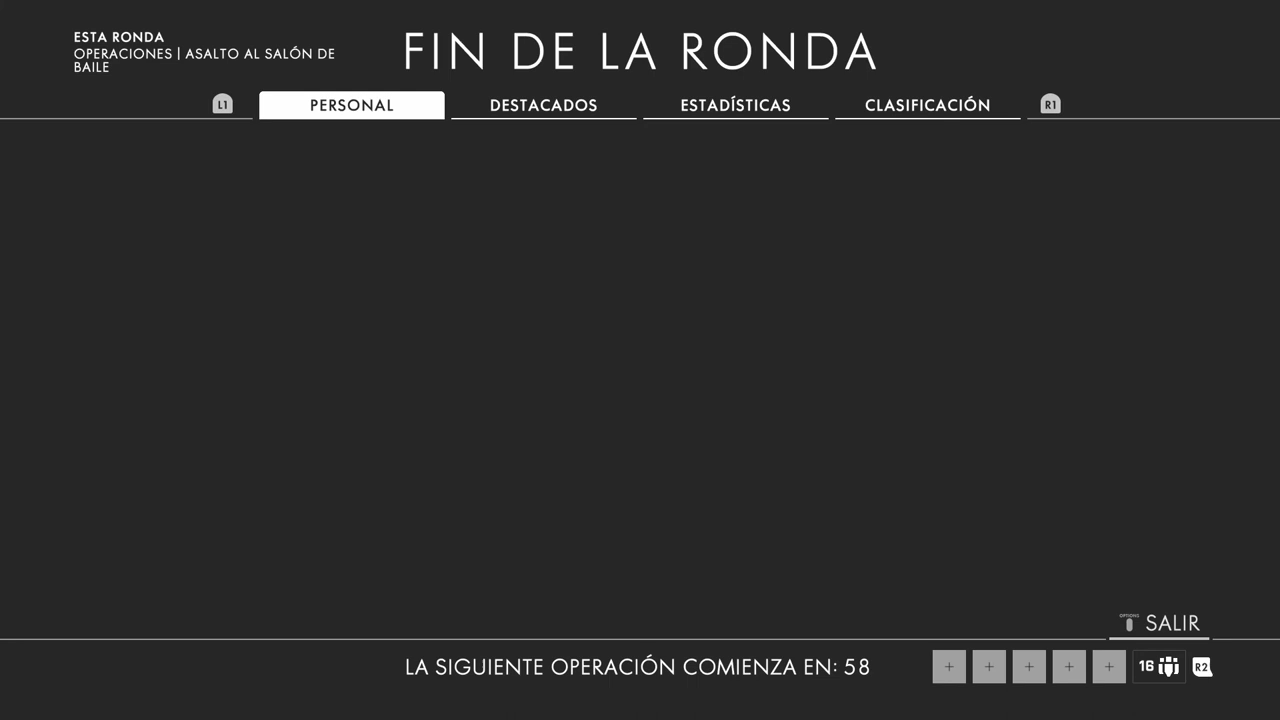 ESTA RONDA
OPERACIONES | ASALTO AL SALÓN DE
BAILE
FIN DE LA RONDA
L1
PERSONAL
DESTACADOS
ESTADÍSTICAS
CLASIFICACIÓN
R1
OPTIONS
SALIR
LA SIGUIENTE OPERACIÓN COMIENZA EN: 58
+ + + + +
16
R2